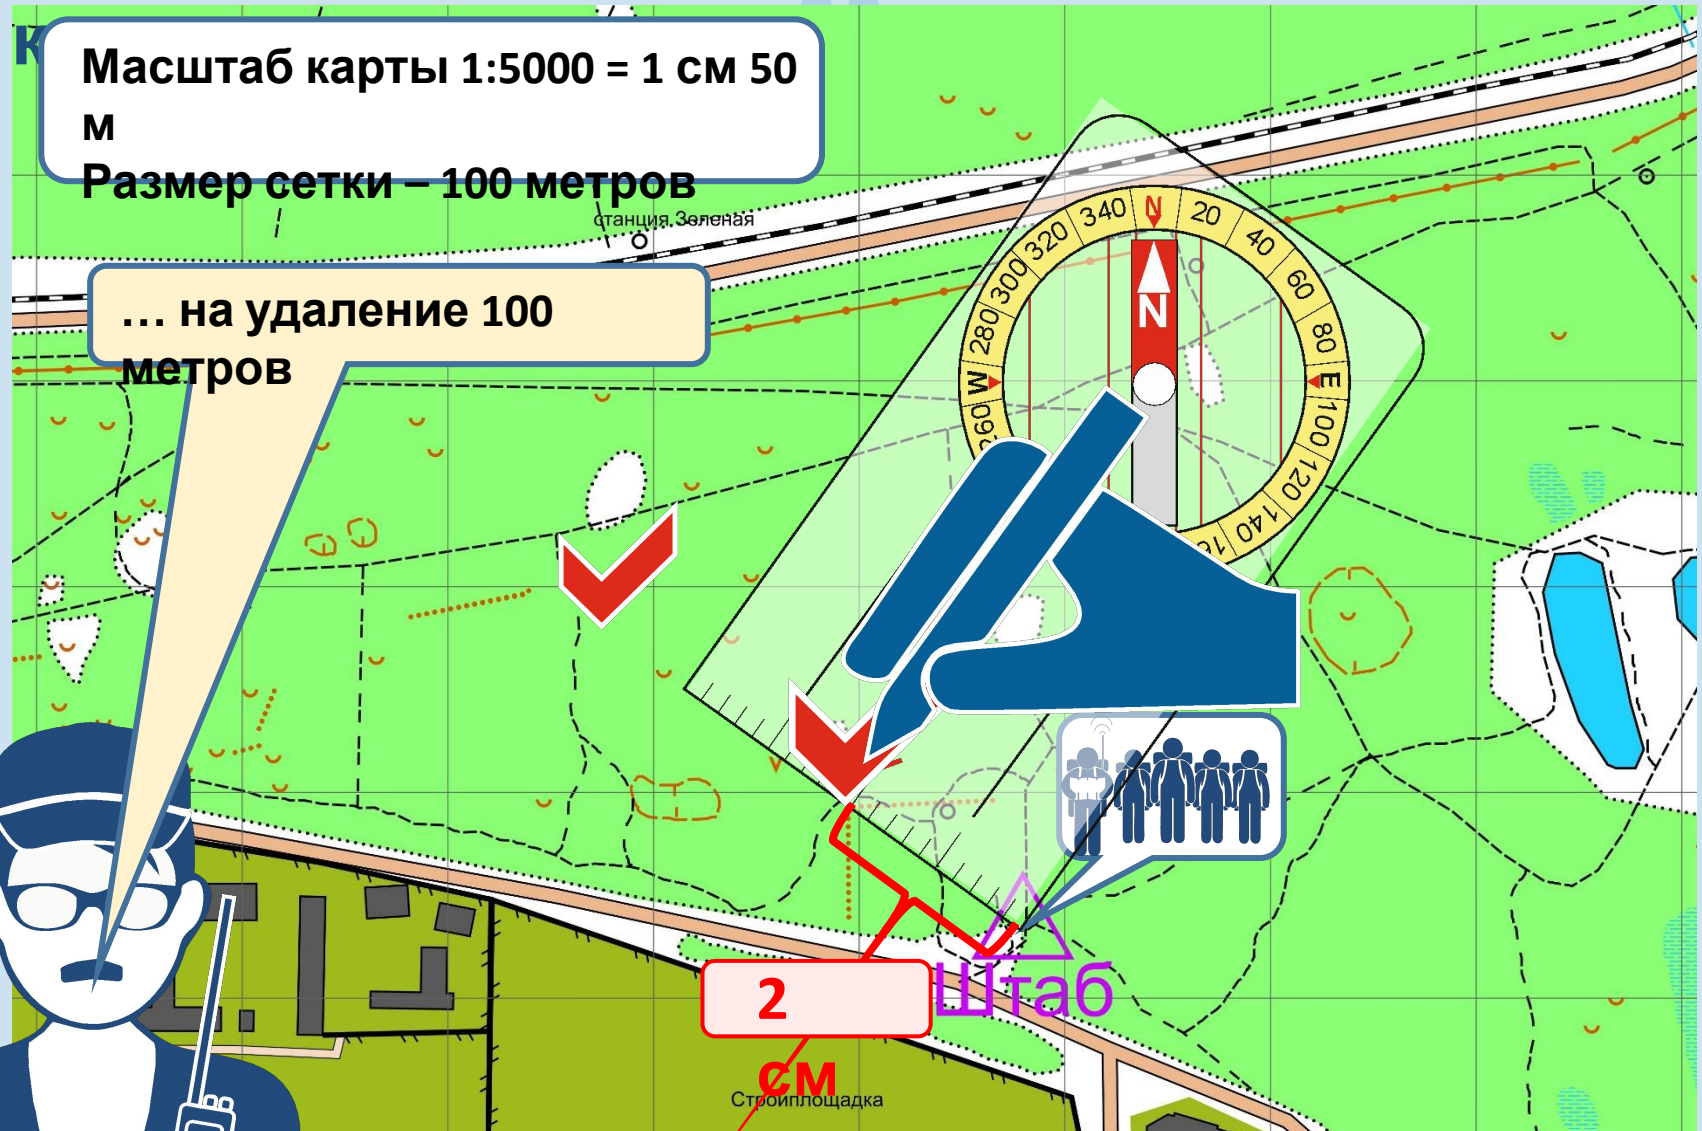 К
Масштаб карты 1:5000 = 1 см 50
м
Размер сетки – 100 метров
станция Зеленая
… на удаление 100
метров
340 N 20
320 40
300 60
280 80
W E
260 100
120
140
N
Штаб
2
см
Стройплощадка